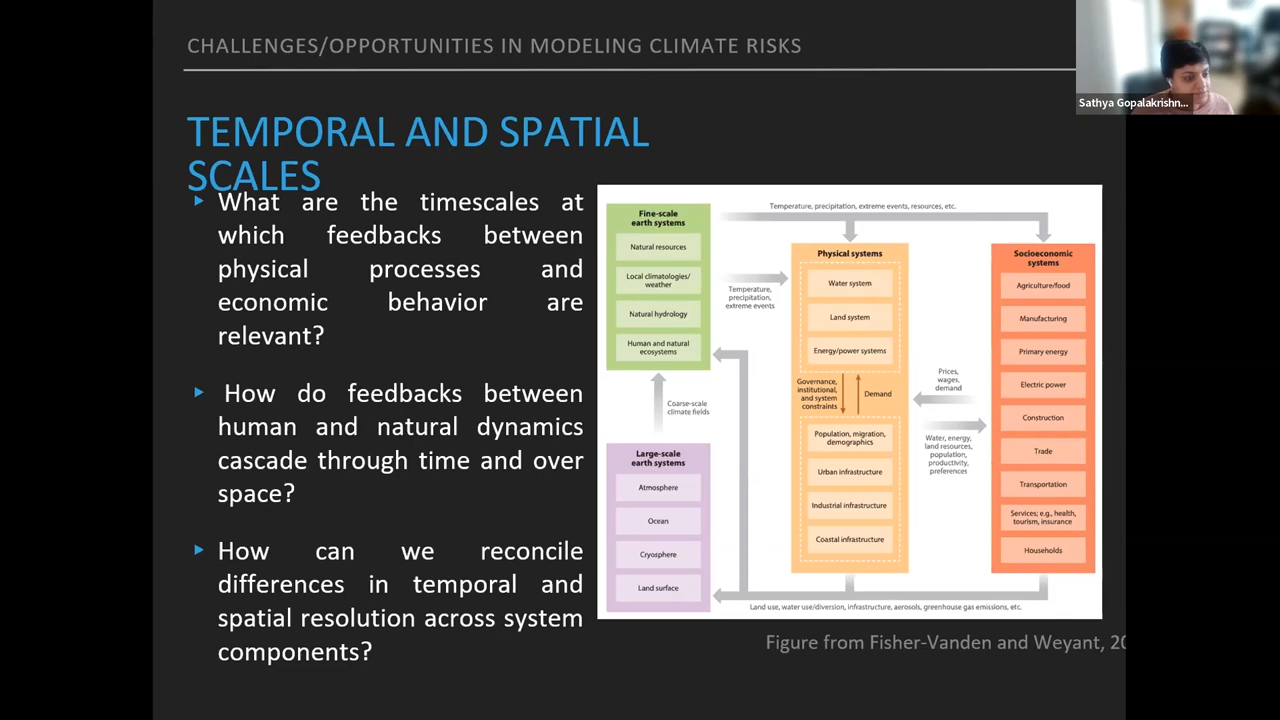 CHALLENGES/OPPORTUNITIES IN MODELING CLIMATE RISKS
Sathya Gopalakrishn...
TEMPORAL AND SPATIAL
SCALES
What are the timescales at
which feedbacks between
physical processes and
economic behavior are
relevant?
How do feedbacks between
human and natural dynamics
cascade through time and over
space?
How can we reconcile
differences in temporal and
spatial resolution across system
components?
Temperature, precipitation, extreme events, resources, etc.
Fine-scale
earth systems
Natural resources
Local climatologies/
weather
Natural hydrology
Human and natural
ecosystems
Temperature,
precipitation,
extreme events
Coarse-scale
climate fields
Large-scale
earth systems
Atmosphere
Ocean
Cryosphere
Land surface
Physical systems
Water system
Land system
Energy/power systems
Governance,
institutional,
and system
constraints
Demand
Population, migration,
demographics
Urban infrastructure
Industrial infrastructure
Coastal infrastructure
Prices,
wages,
demand
Water, energy,
land resources,
population,
productivity,
preferences
Socioeconomic
systems
Agriculture/food
Manufacturing
Primary energy
Electric power
Construction
Trade
Transportation
Services; e.g., health,
tourism, insurance
Households
Land use, water use/diversion, infrastructure, aerosols, greenhouse gas emissions, etc.
Figure from Fisher-Vanden and Weyant, 20